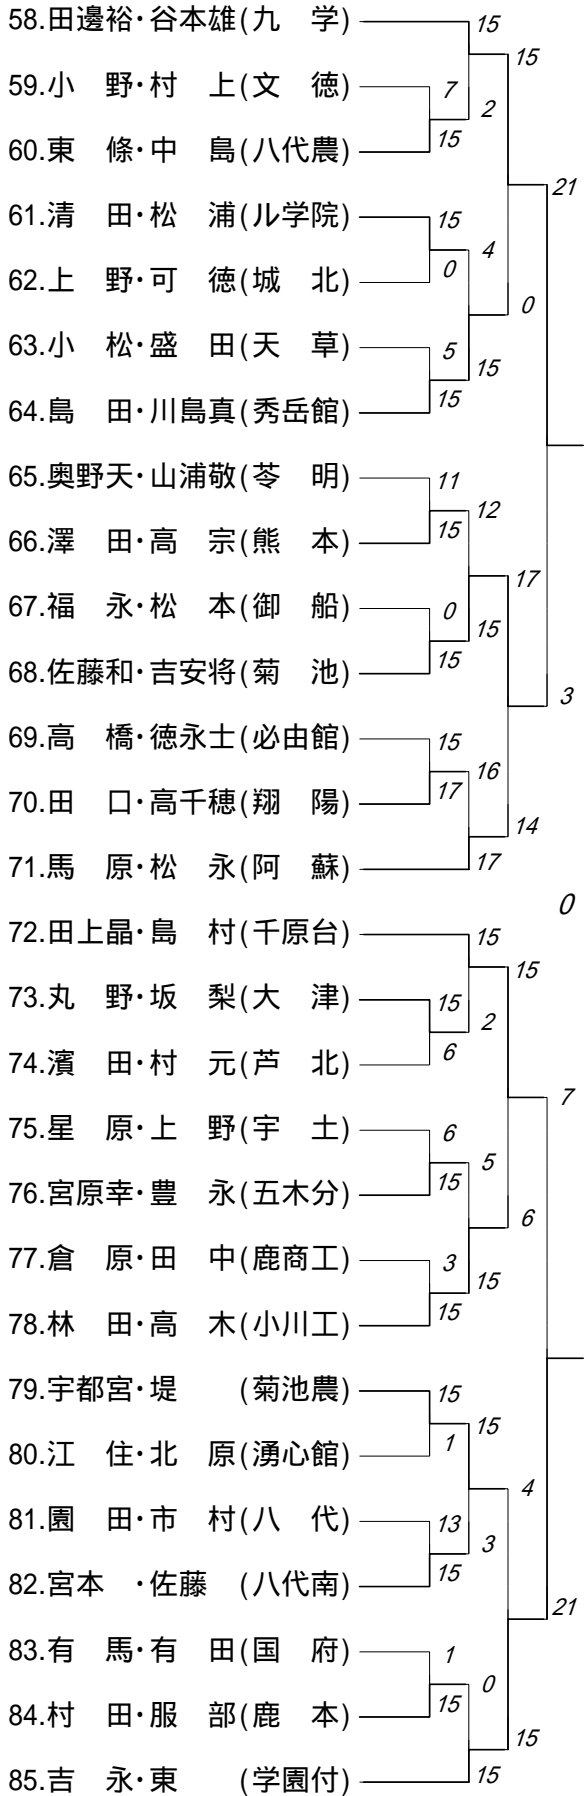 58.田邊裕・谷本雄(九　学) 15
15
59.小　野・村　上(文　徳) 7
2
60.東　條・中　島(八代農) 15
21
61.清　田・松　浦(ル学院) 15
4
62.上　野・可　徳(城　北) 0
0
63.小　松・盛　田(天　草) 5
15
64.島　田・川島真(秀岳館) 15
65.奥野天・山浦敬(苓　明) 11
12
66.澤　田・高　宗(熊　本) 15
17
67.福　永・松　本(御　船) 0
15
68.佐藤和・吉安将(菊　池) 15
3
69.高　橋・徳永士(必由館) 15
16
70.田　口・高千穂(翔　陽) 17
14
71.馬　原・松　永(阿　蘇) 17
0
72.田上晶・島　村(千原台) 15
15
73.丸　野・坂　梨(大　津) 15
2
74.濱　田・村　元(芦　北) 6
7
75.星　原・上　野(宇　土) 6
5
76.宮原幸・豊　永(五木分) 15
6
77.倉　原・田　中(鹿商工) 3
15
78.林　田・高　木(小川工) 15
79.宇都宮・堤　　(菊池農) 15
15
80.江　住・北　原(湧心館) 1
4
81.園　田・市　村(八　代) 13
3
82.宮本　・佐藤　(八代南) 15
21
83.有　馬・有　田(国　府) 1
0
84.村　田・服　部(鹿　本) 15
15
85.吉　永・東　　(学園付) 15